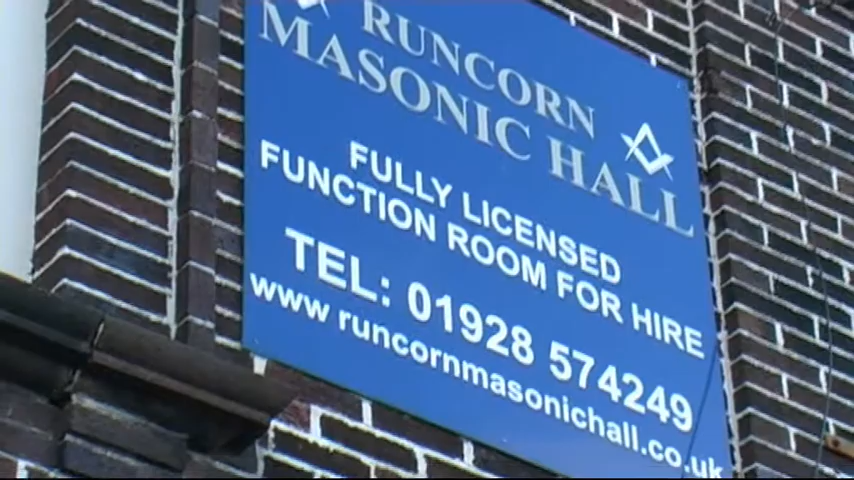 RUNCORN
MASONIC HALL
FULLY LICENSED
FUNCTION ROOM FOR HIRE
TEL: 01928 574249
www.runcornmasonichall.co.uk